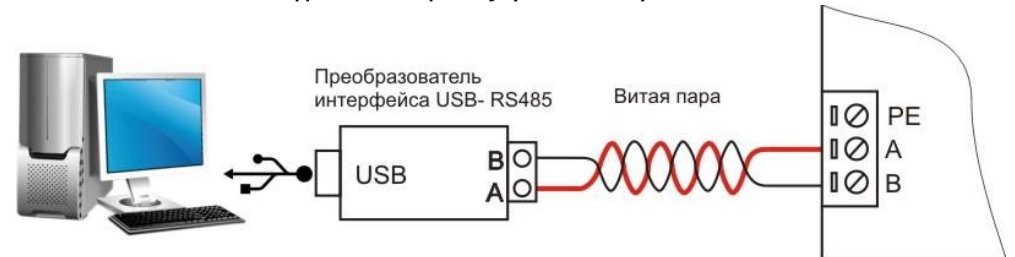 Преобразователь
интерфейса USB- RS485
Витая пара
USB
B
A
PE
A
B